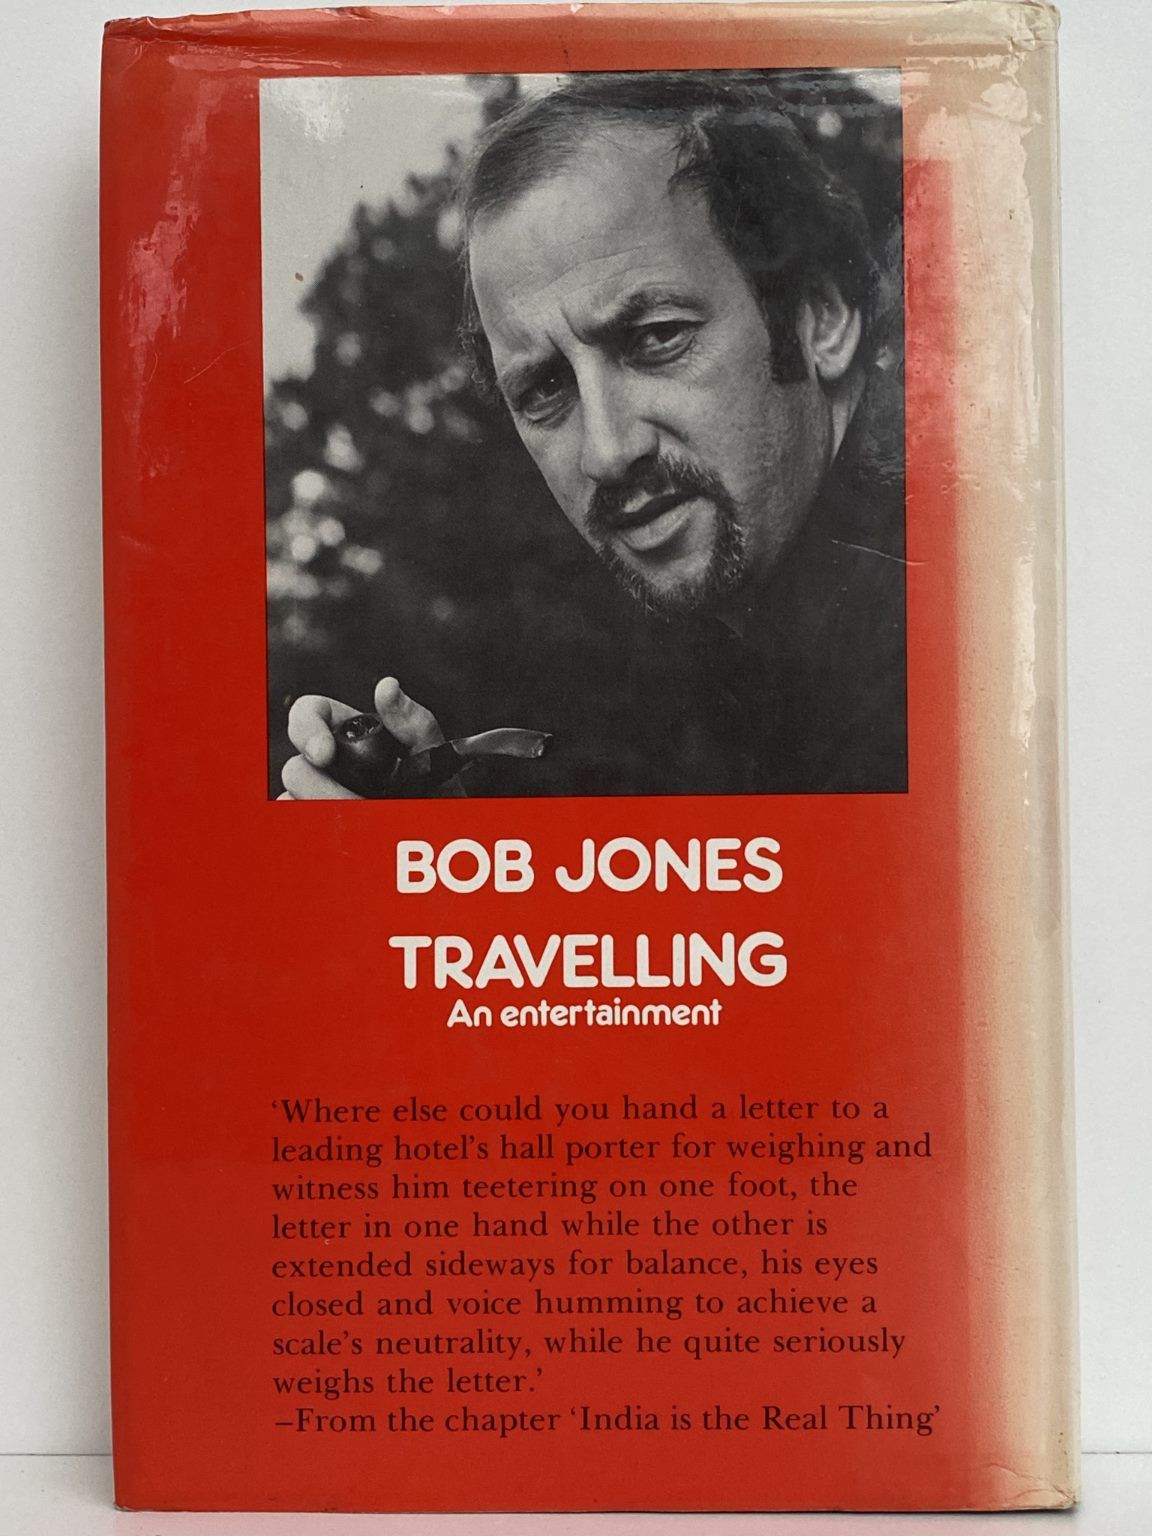 BOB JONES
TRAVELLING
An entertainment
‘Where else could you hand a letter to a
leading hotel’s hall porter for weighing and
witness him teetering on one foot, the
letter in one hand while the other is
extended sideways for balance, his eyes
closed and voice humming to achieve a
scale’s neutrality, while he quite seriously
weighs the letter.’
–From the chapter ‘India is the Real Thing’